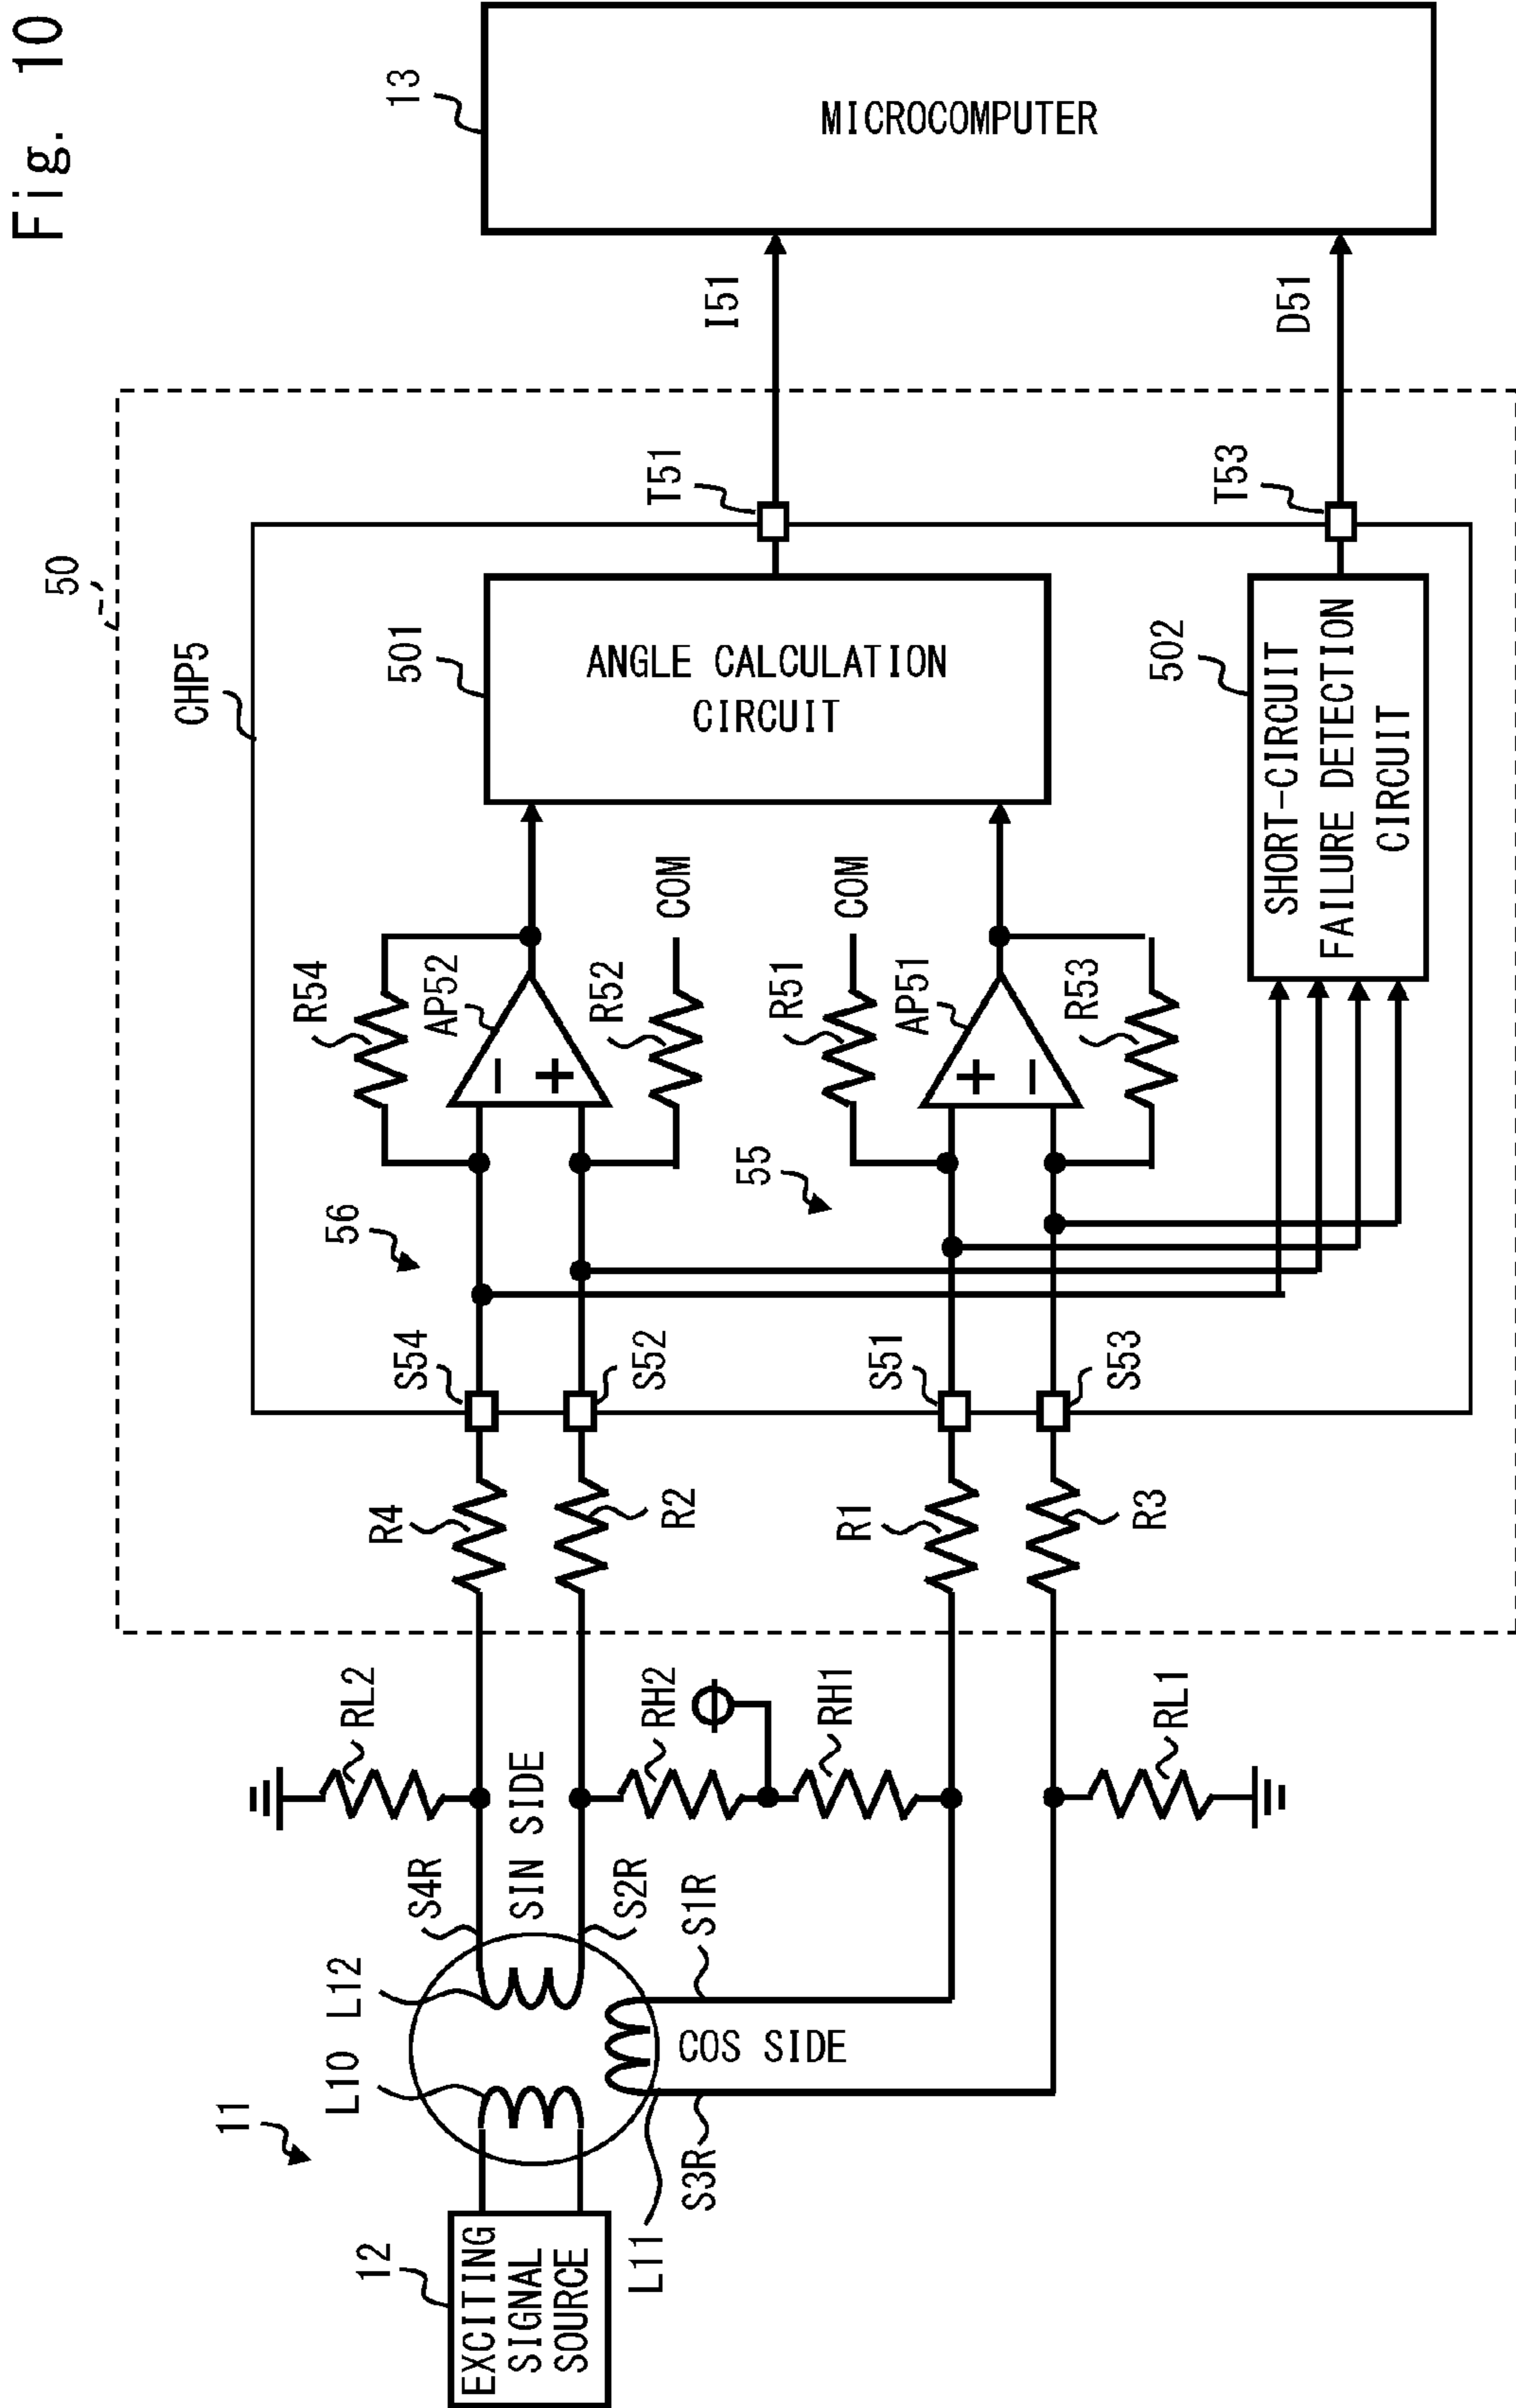 Fig. 10
50
CHP5
13
MICROCOMPUTER
I51
D51
T51
T53
501
ANGLE CALCULATION
CIRCUIT
502
SHORT-CIRCUIT
FAILURE DETECTION
CIRCUIT
R54
AP52
−
+
R52
COM
56
R51
COM
AP51
+
−
R53
55
S54
S52
S51
S53
R4
R2
R1
R3
RL2
RH2
RH1
RL1
S4R
SIN SIDE
S2R
S1R
COS SIDE
S3R
L12
L10
L11
11
12
EXCITING
SIGNAL
SOURCE